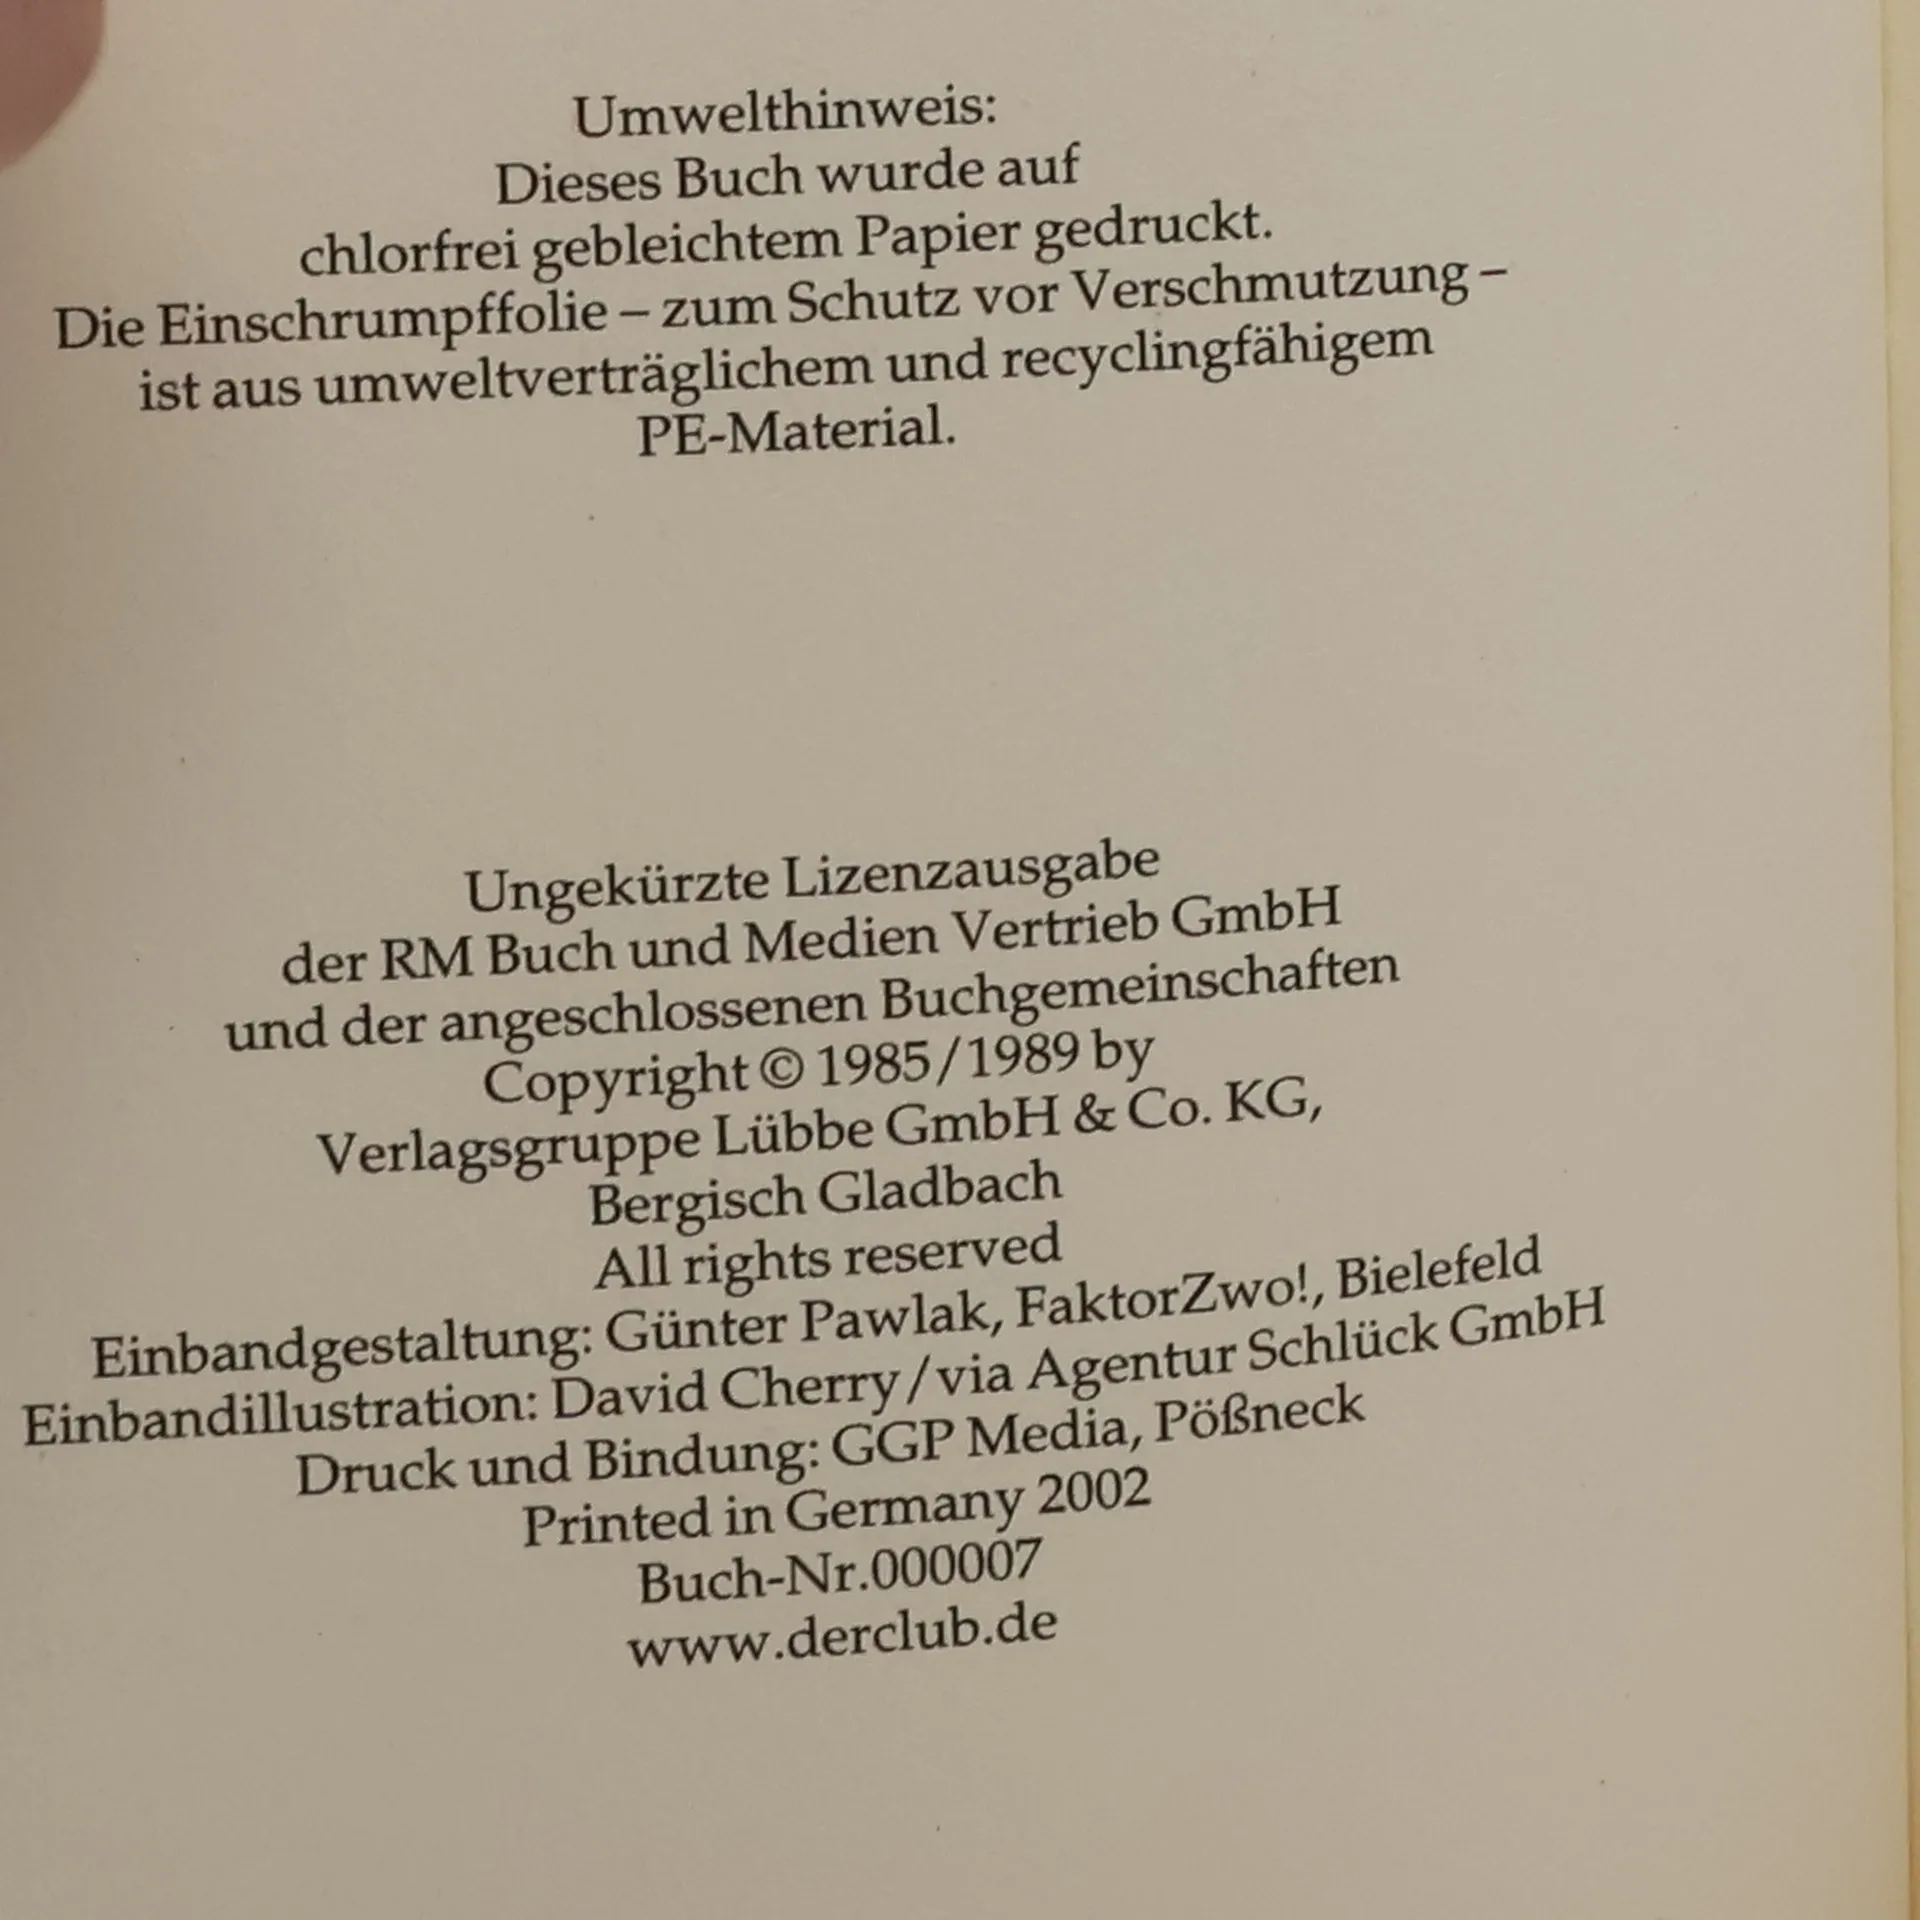 Umwelthinweis:
Dieses Buch wurde auf
chlorfrei gebleichtem Papier gedruckt.
Die Einschrumpffolie – zum Schutz vor Verschmutzung –
ist aus umweltverträglichem und recyclingfähigem
PE-Material.
Ungekürzte Lizenzausgabe
der RM Buch und Medien Vertrieb GmbH
und der angeschlossenen Buchgemeinschaften
Copyright © 1985/1989 by
Verlagsgruppe Lübbe GmbH & Co. KG,
Bergisch Gladbach
All rights reserved
Einbandgestaltung: Günter Pawlak, FaktorZwo!, Bielefeld
Einbandillustration: David Cherry/via Agentur Schlück GmbH
Druck und Bindung: GGP Media, Pößneck
Printed in Germany 2002
Buch-Nr.000007
www.derclub.de